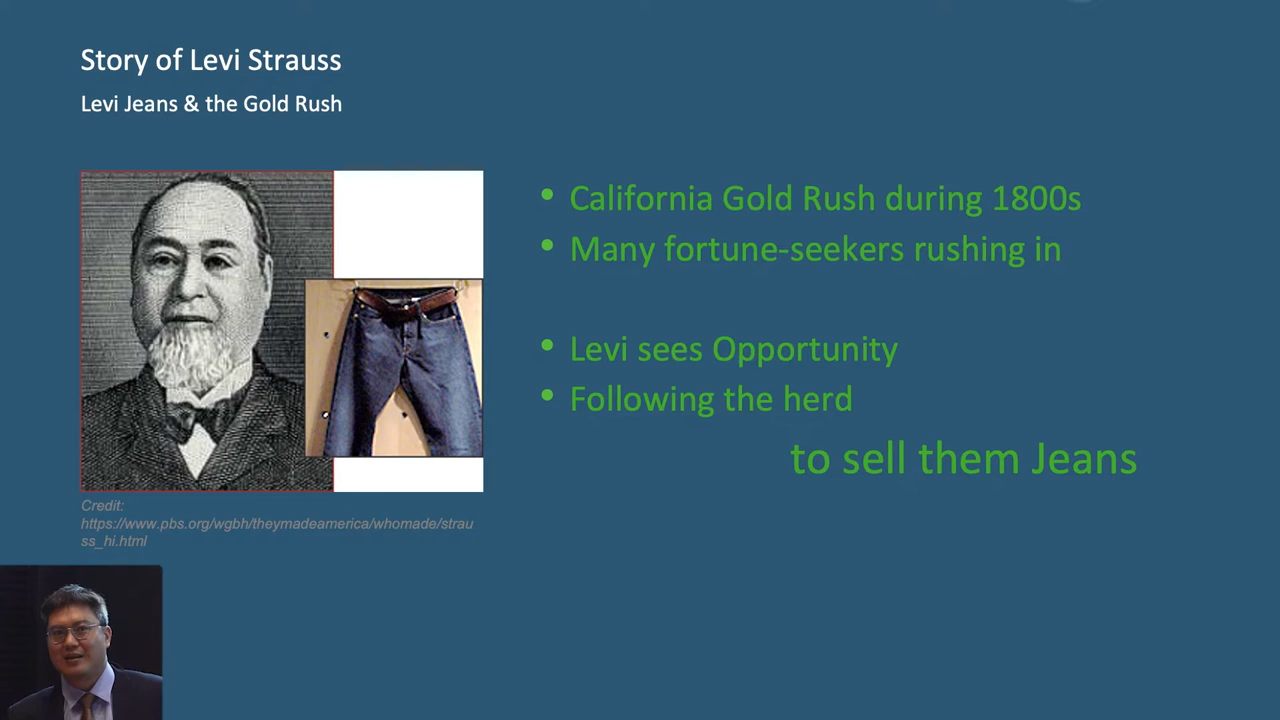 Story of Levi Strauss
Levi Jeans & the Gold Rush
• California Gold Rush during 1800s
• Many fortune-seekers rushing in
• Levi sees Opportunity
• Following the herd
to sell them Jeans
Credit:
https://www.pbs.org/wgbh/theymadeamerica/whomade/strau
ss_hi.html